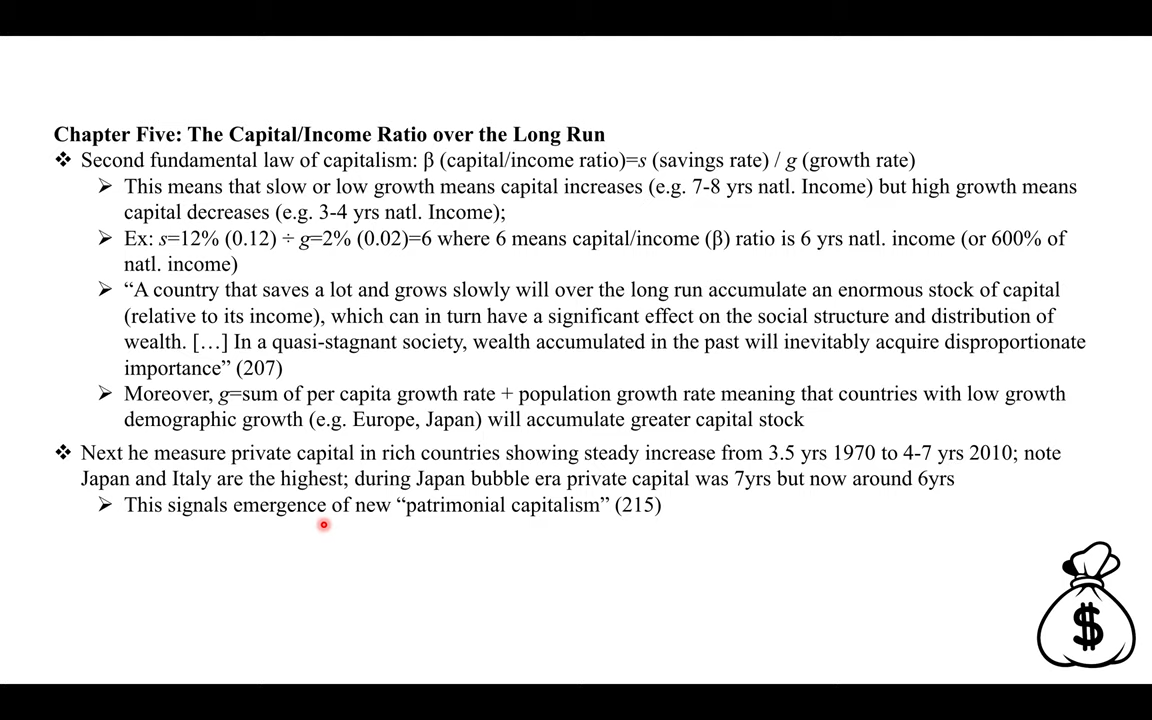 Chapter Five: The Capital/Income Ratio over the Long Run
❖ Second fundamental law of capitalism: β (capital/income ratio)=s (savings rate) / g (growth rate)
➢ This means that slow or low growth means capital increases (e.g. 7-8 yrs natl. Income) but high growth means
capital decreases (e.g. 3-4 yrs natl. Income);
➢ Ex: s=12% (0.12) ÷ g=2% (0.02)=6 where 6 means capital/income (β) ratio is 6 yrs natl. income (or 600% of
natl. income)
➢ “A country that saves a lot and grows slowly will over the long run accumulate an enormous stock of capital
(relative to its income), which can in turn have a significant effect on the social structure and distribution of
wealth. […] In a quasi-stagnant society, wealth accumulated in the past will inevitably acquire disproportionate
importance” (207)
➢ Moreover, g=sum of per capita growth rate + population growth rate meaning that countries with low growth
demographic growth (e.g. Europe, Japan) will accumulate greater capital stock
❖ Next he measure private capital in rich countries showing steady increase from 3.5 yrs 1970 to 4-7 yrs 2010; note
Japan and Italy are the highest; during Japan bubble era private capital was 7yrs but now around 6yrs
➢ This signals emergence of new “patrimonial capitalism” (215)
$